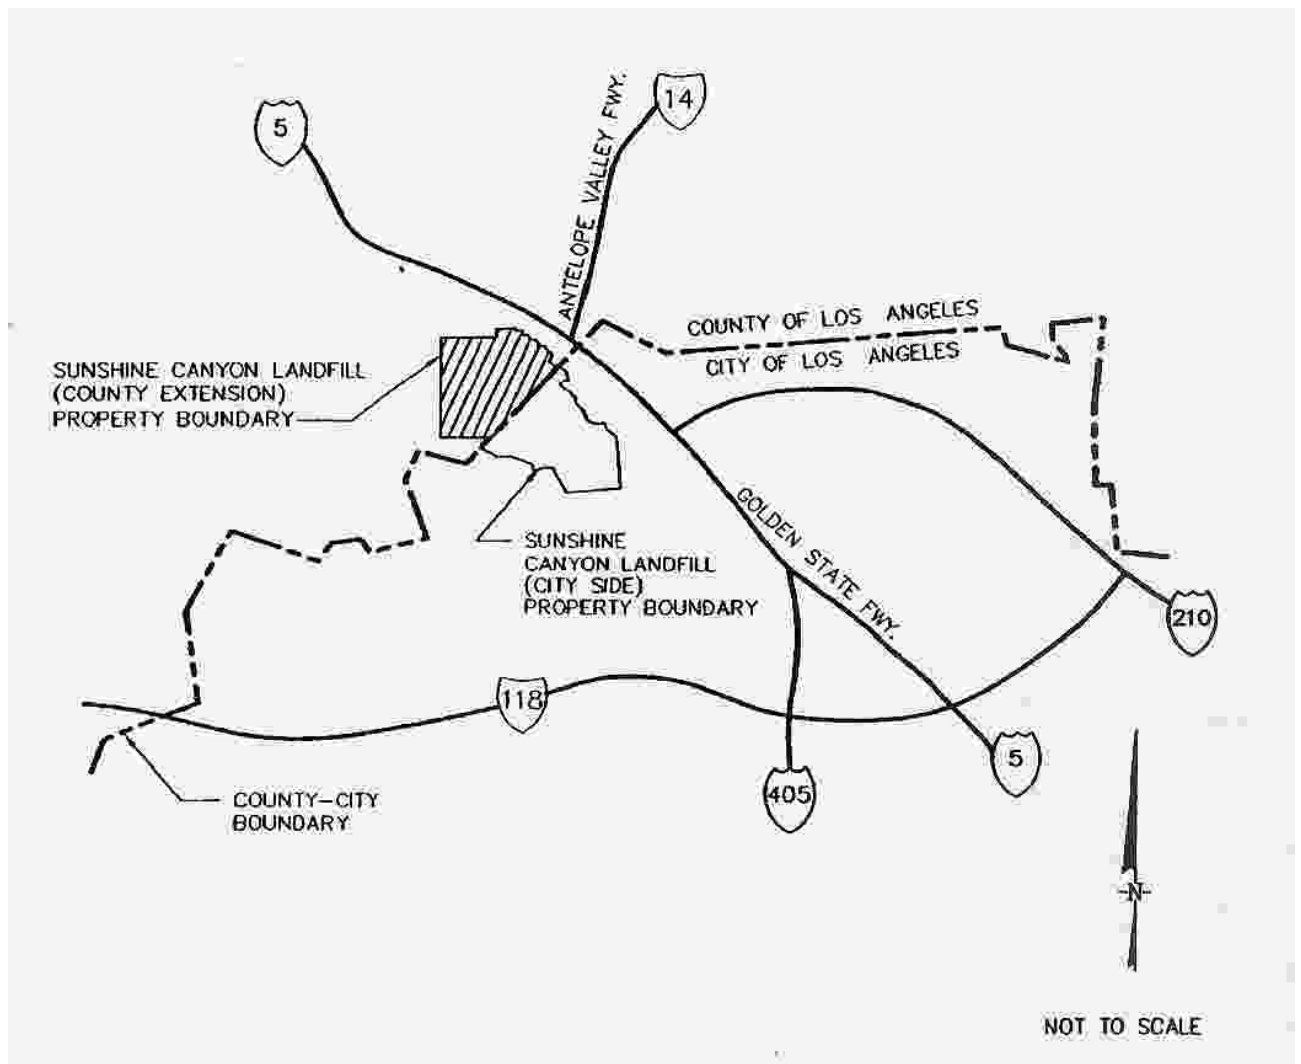 5
14
ANTELOPE VALLEY FWY.
COUNTY OF LOS ANGELES
CITY OF LOS ANGELES
SUNSHINE CANYON LANDFILL
(COUNTY EXTENSION)
PROPERTY BOUNDARY
GOLDEN STATE FWY.
SUNSHINE
CANYON LANDFILL
(CITY SIDE)
PROPERTY BOUNDARY
210
118
5
405
COUNTY-CITY
BOUNDARY
N
NOT TO SCALE